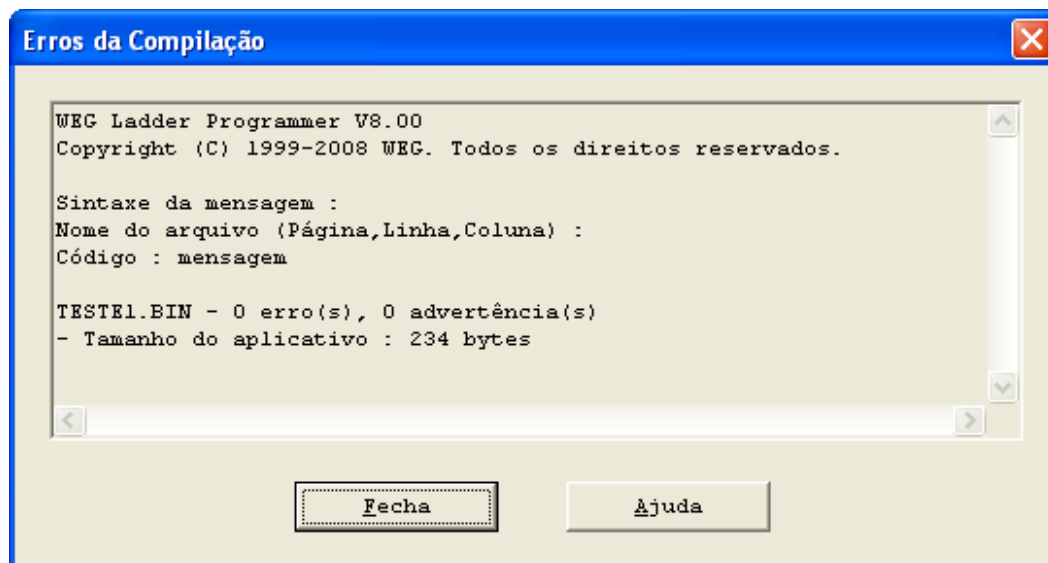 Erros da Compilação
WEG Ladder Programmer V8.00
Copyright (C) 1999-2008 WEG. Todos os direitos reservados.
Sintaxe da mensagem :
Nome do arquivo (Página,Linha,Coluna) :
Código : mensagem
TESTE1.BIN - 0 erro(s), 0 advertência(s)
- Tamanho do aplicativo : 234 bytes
Fecha
Ajuda